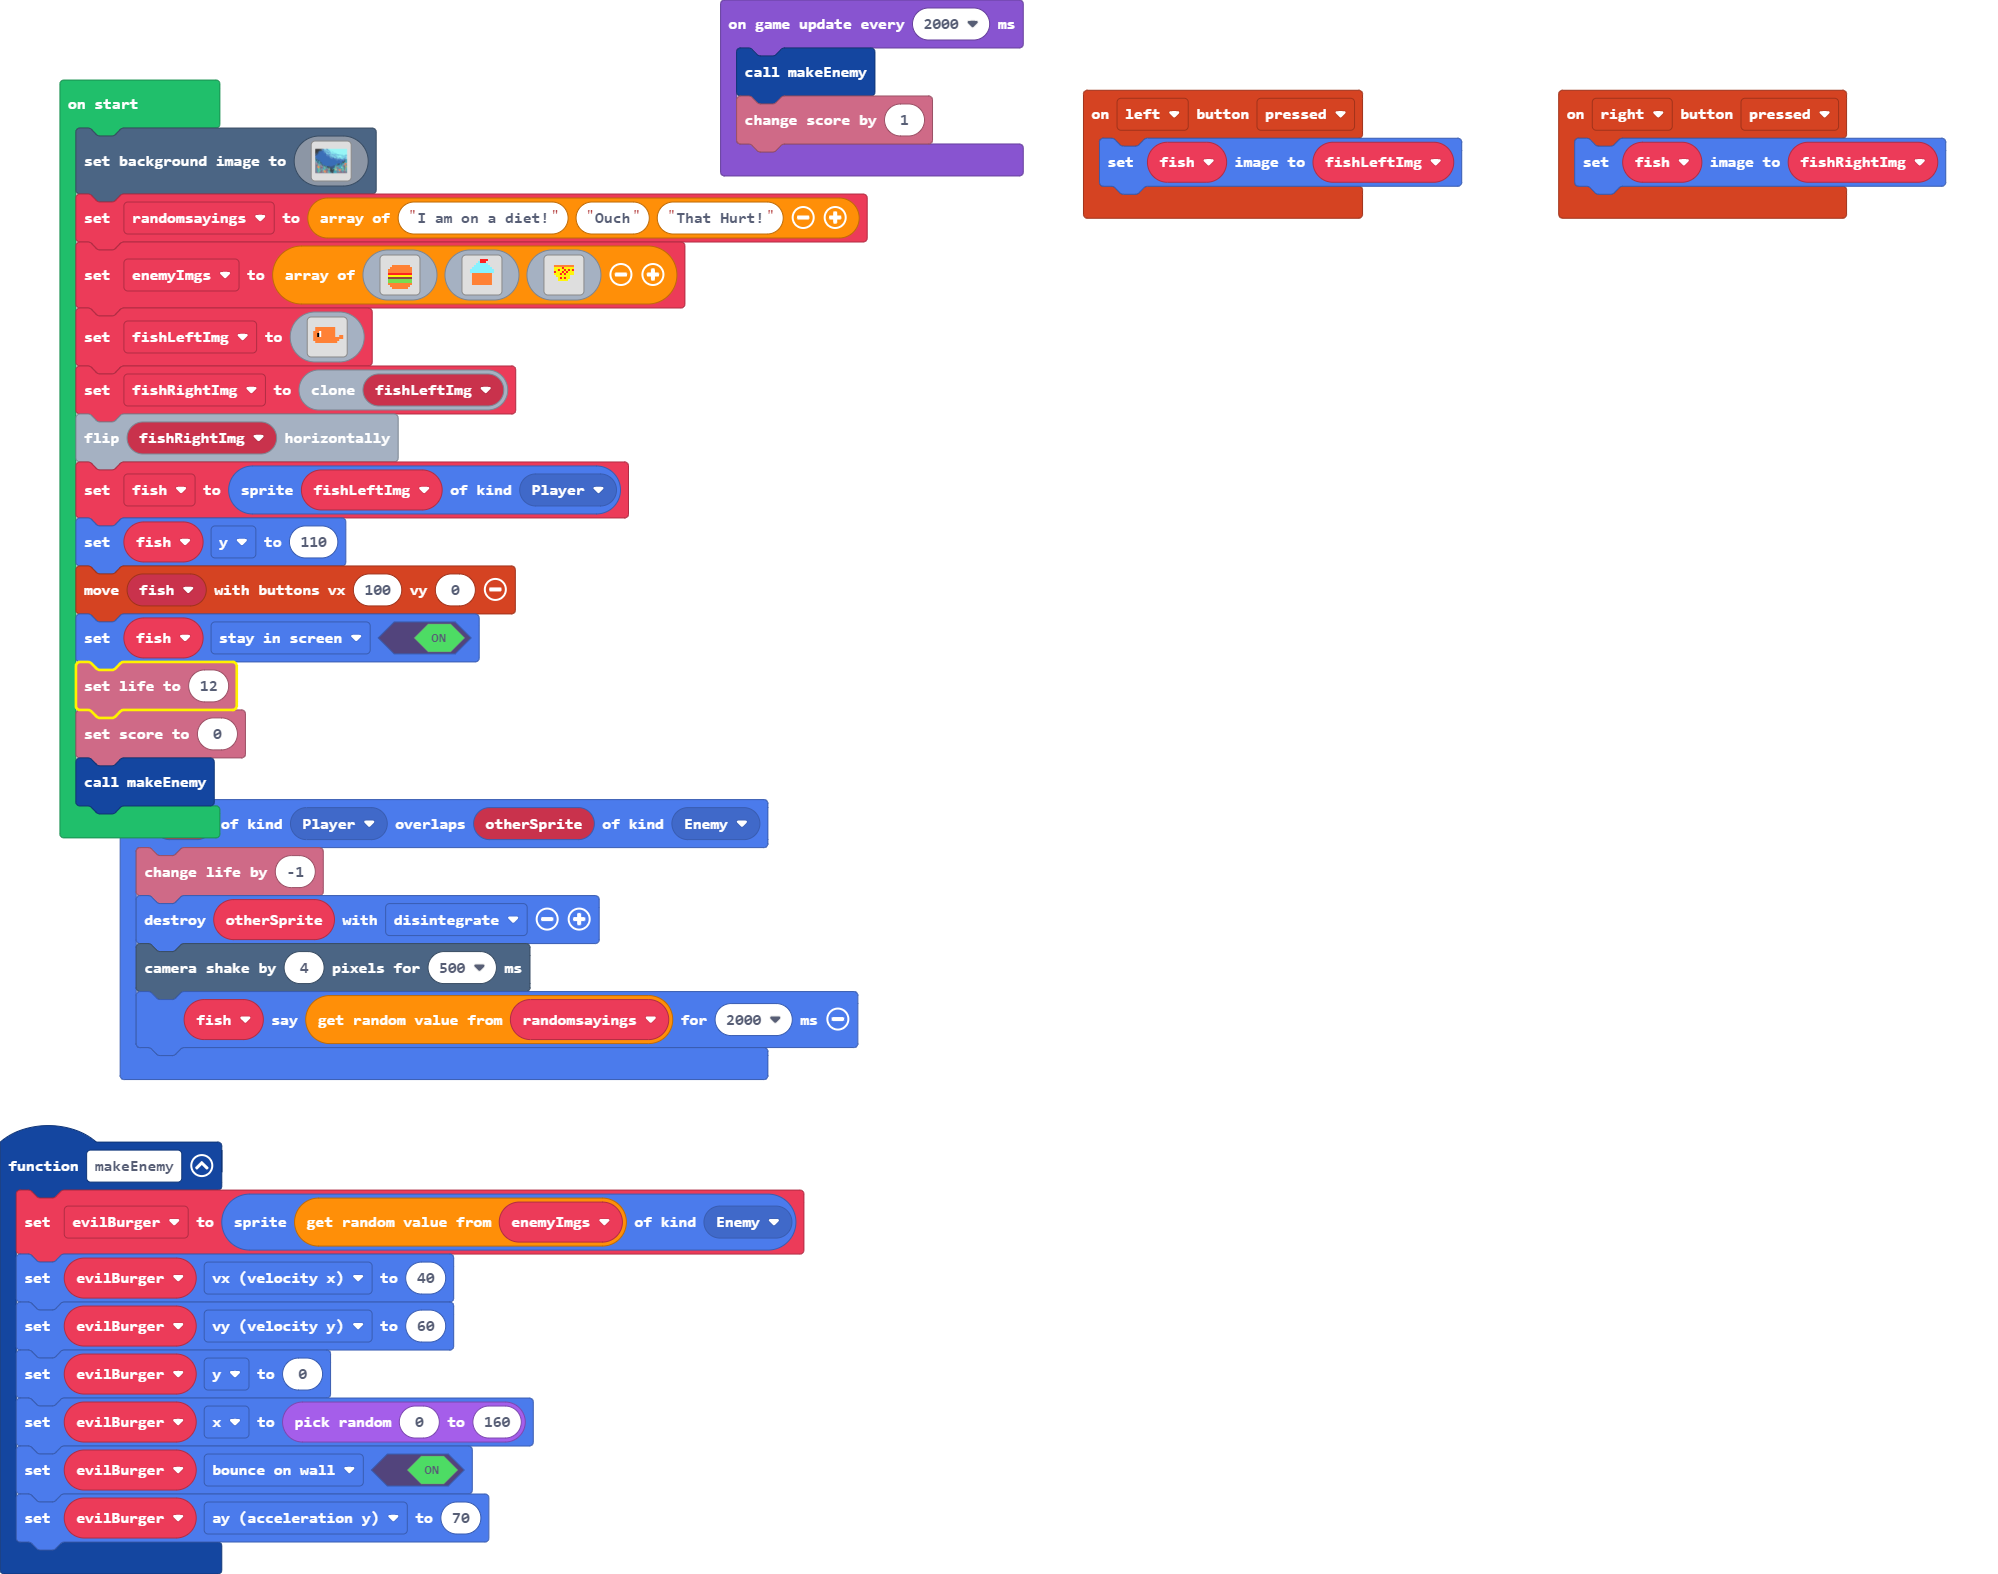 on game update every 2000 ms
call makeEnemy
change score by 1
on left button pressed
set fish image to fishLeftImg
on right button pressed
set fish image to fishRightImg
on start
set background image to
set randomsayings to array of "I am on a diet!" "Ouch" "That Hurt!"
set enemyImgs to array of
set fishLeftImg to
set fishRightImg to clone fishLeftImg
flip fishRightImg horizontally
set fish to sprite fishLeftImg of kind Player
set fish y to 110
move fish with buttons vx 100 vy 0
set fish stay in screen ON
set life to 12
set score to 0
call makeEnemy
of kind Player overlaps otherSprite of kind Enemy
change life by -1
destroy otherSprite with disintegrate
camera shake by 4 pixels for 500 ms
fish say get random value from randomsayings for 2000 ms
function makeEnemy
set evilBurger to sprite get random value from enemyImgs of kind Enemy
set evilBurger vx (velocity x) to 40
set evilBurger vy (velocity y) to 60
set evilBurger y to 0
set evilBurger x to pick random 0 to 160
set evilBurger bounce on wall ON
set evilBurger ay (acceleration y) to 70